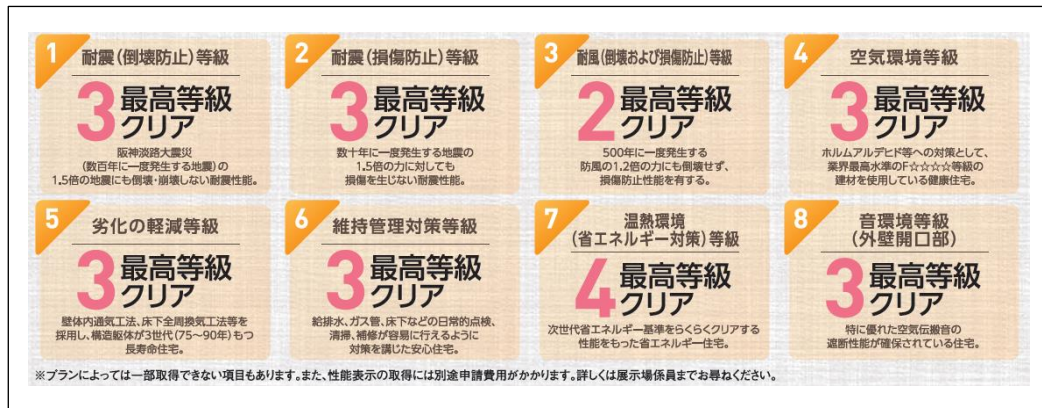 1
耐震(倒壊防止)等級
3 最高等級
クリア
阪神淡路大震災
(数百年に一度発生する地震)の
1.5倍の地震にも倒壊・崩壊しない耐震性能。
2
耐震(損傷防止)等級
3 最高等級
クリア
数十年に一度発生する地震の
1.5倍の力に対しても
損傷を生じない耐震性能。
3
耐風(倒壊および損傷防止)等級
2 最高等級
クリア
500年に一度発生する
防風の1.2倍の力にも倒壊せず、
損傷防止性能を有する。
4
空気環境等級
3 最高等級
クリア
ホルムアルデヒド等への対策として、
業界最高水準のF☆☆☆☆等級の
建材を使用している健康住宅。
5
劣化の軽減等級
3 最高等級
クリア
壁体内通気工法、床下全周換気工法等を
採用し、構造躯体が3世代(75〜90年)もつ
長寿命住宅。
6
維持管理対策等級
3 最高等級
クリア
給排水、ガス管、床下などの日常的点検、
清掃、補修が容易に行えるように
対策を講じた安心住宅。
7
温熱環境
(省エネルギー対策)等級
4 最高等級
クリア
次世代省エネルギー基準をらくらくクリアする
性能をもった省エネルギー住宅。
8
音環境等級
(外壁開口部)
3 最高等級
クリア
特に優れた空気伝搬音の
遮断性能が確保されている住宅。
※プランによっては一部取得できない項目もあります。また、性能表示の取得には別途申請費用がかかります。詳しくは展示場係員までお尋ねください。